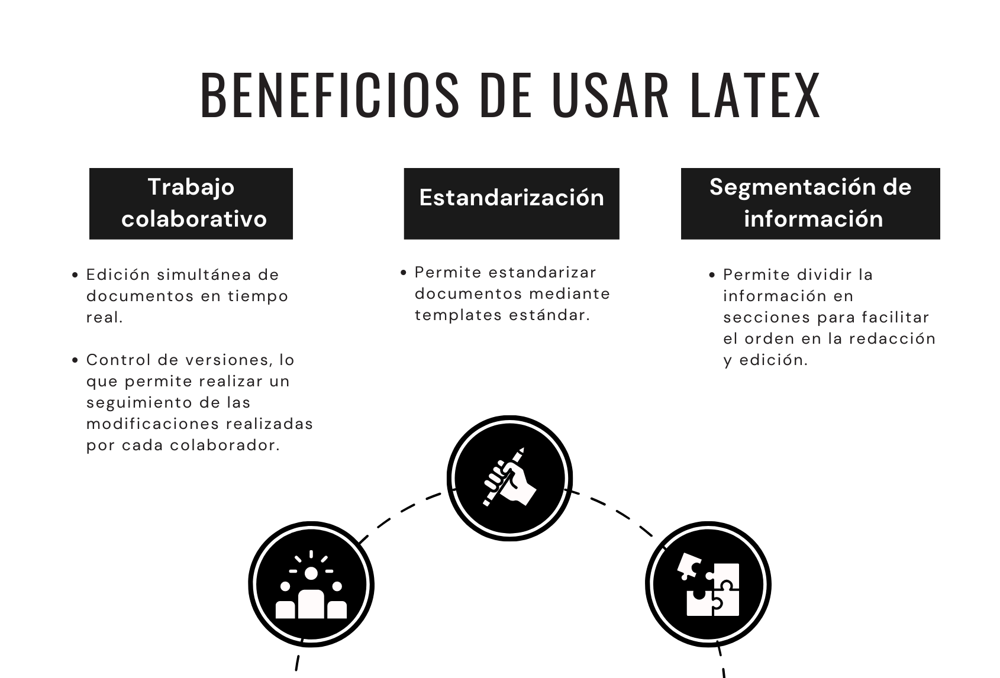 BENEFICIOS DE USAR LATEX
Trabajo
colaborativo
• Edición simultánea de
documentos en tiempo
real.
• Control de versiones, lo
que permite realizar un
seguimiento de las
modificaciones realizadas
por cada colaborador.
Estandarización
• Permite estandarizar
documentos mediante
templates estándar.
Segmentación de
información
• Permite dividir la
información en
secciones para facilitar
el orden en la redacción
y edición.